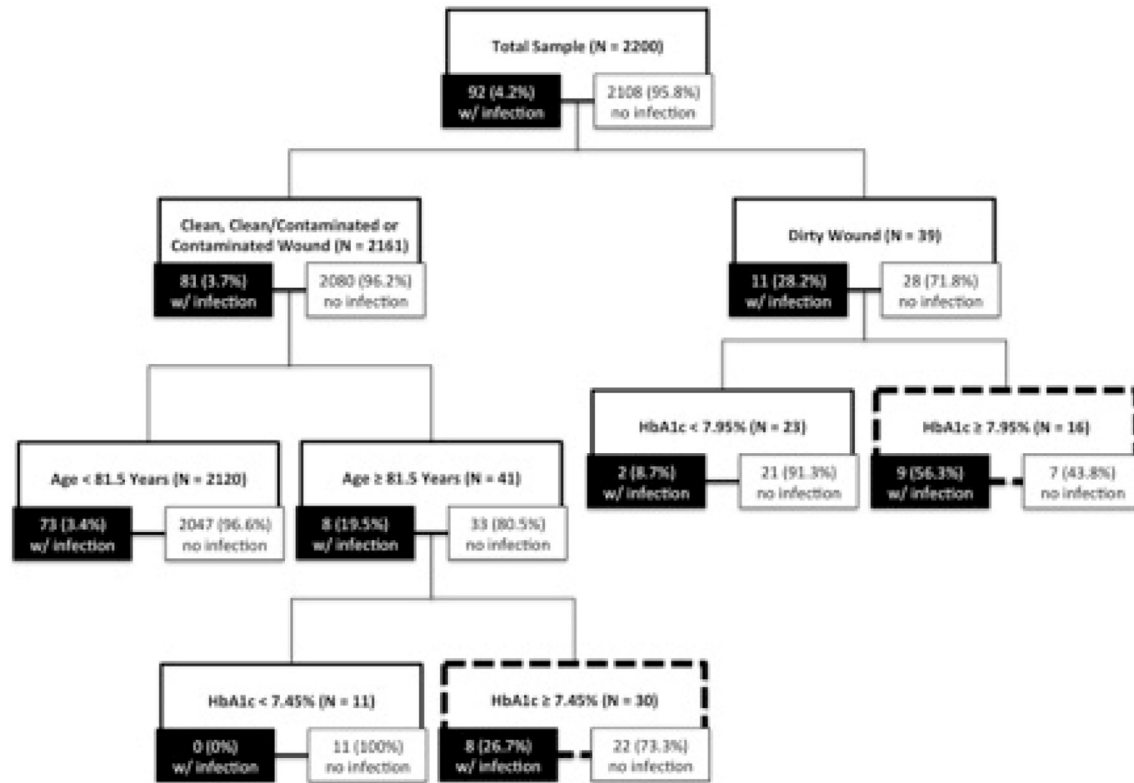 Total Sample (N = 2200)
92 (4.2%)
w/ infection
2108 (95.8%)
no infection
Clean, Clean/Contaminated or
Contaminated Wound (N = 2161)
81 (3.7%)
w/ infection
2080 (96.2%)
no infection
Dirty Wound (N = 39)
11 (28.2%)
w/ infection
28 (71.8%)
no infection
HbA1c < 7.95% (N = 23)
2 (8.7%)
w/ infection
21 (91.3%)
no infection
HbA1c ≥ 7.95% (N = 16)
9 (56.3%)
w/ infection
7 (43.8%)
no infection
Age < 81.5 Years (N = 2120)
73 (3.4%)
w/ infection
2047 (96.6%)
no infection
Age ≥ 81.5 Years (N = 41)
8 (19.5%)
w/ infection
33 (80.5%)
no infection
HbA1c < 7.45% (N = 11)
0 (0%)
w/ infection
11 (100%)
no infection
HbA1c ≥ 7.45% (N = 30)
8 (26.7%)
w/ infection
22 (73.3%)
no infection